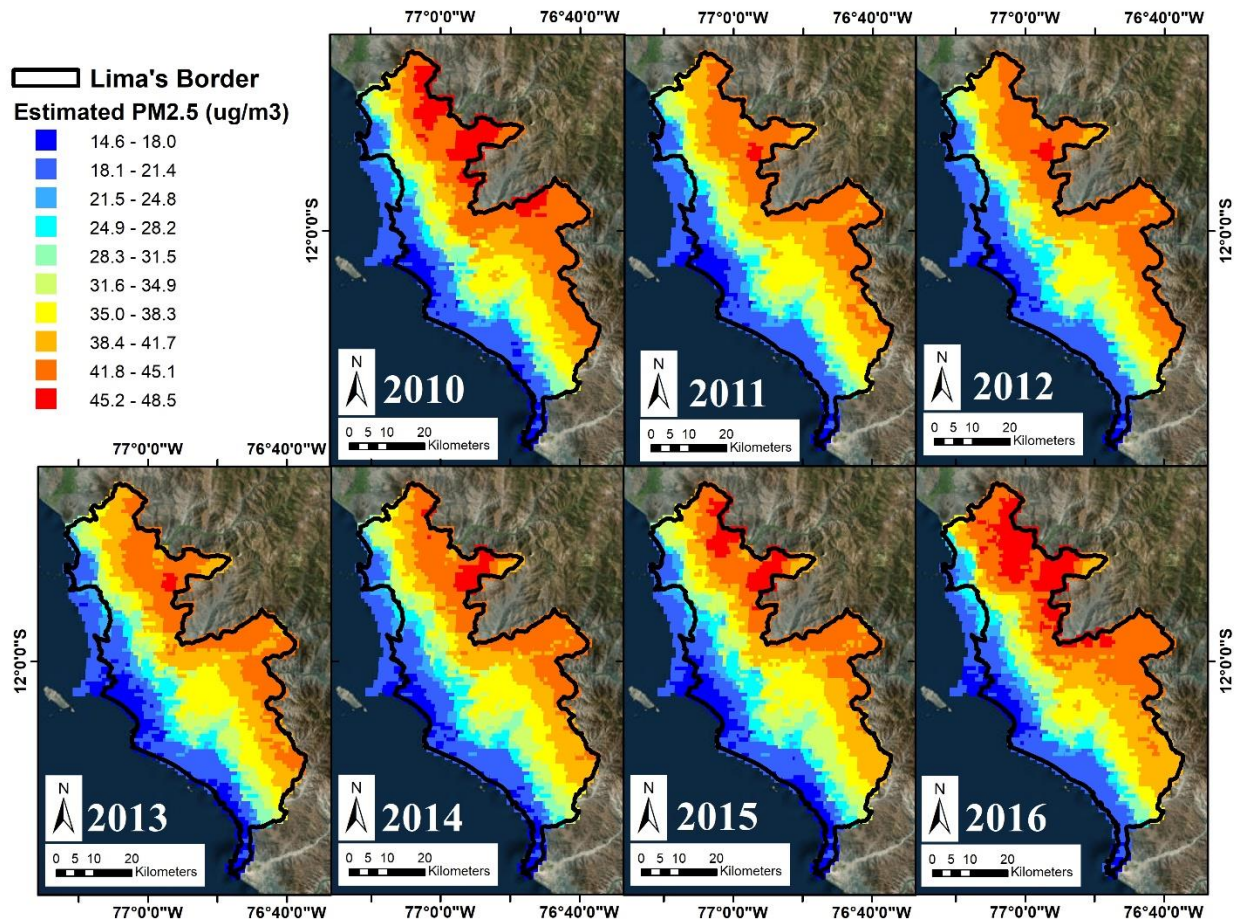 77°0'0"W 76°40'0"W 77°0'0"W 76°40'0"W 77°0'0"W 76°40'0"W
Lima's Border
Estimated PM2.5 (ug/m3)
14.6 - 18.0
18.1 - 21.4
21.5 - 24.8
24.9 - 28.2
28.3 - 31.5
31.6 - 34.9
35.0 - 38.3
38.4 - 41.7
41.8 - 45.1
45.2 - 48.5
12°0'0"S
12°0'0"S
N
2010
0 5 10 20
Kilometers
N
2011
0 5 10 20
Kilometers
N
2012
0 5 10 20
Kilometers
77°0'0"W 76°40'0"W
12°0'0"S
12°0'0"S
N
2013
0 5 10 20
Kilometers
N
2014
0 5 10 20
Kilometers
N
2015
0 5 10 20
Kilometers
N
2016
0 5 10 20
Kilometers
77°0'0"W 76°40'0"W 77°0'0"W 76°40'0"W 77°0'0"W 76°40'0"W 77°0'0"W 76°40'0"W